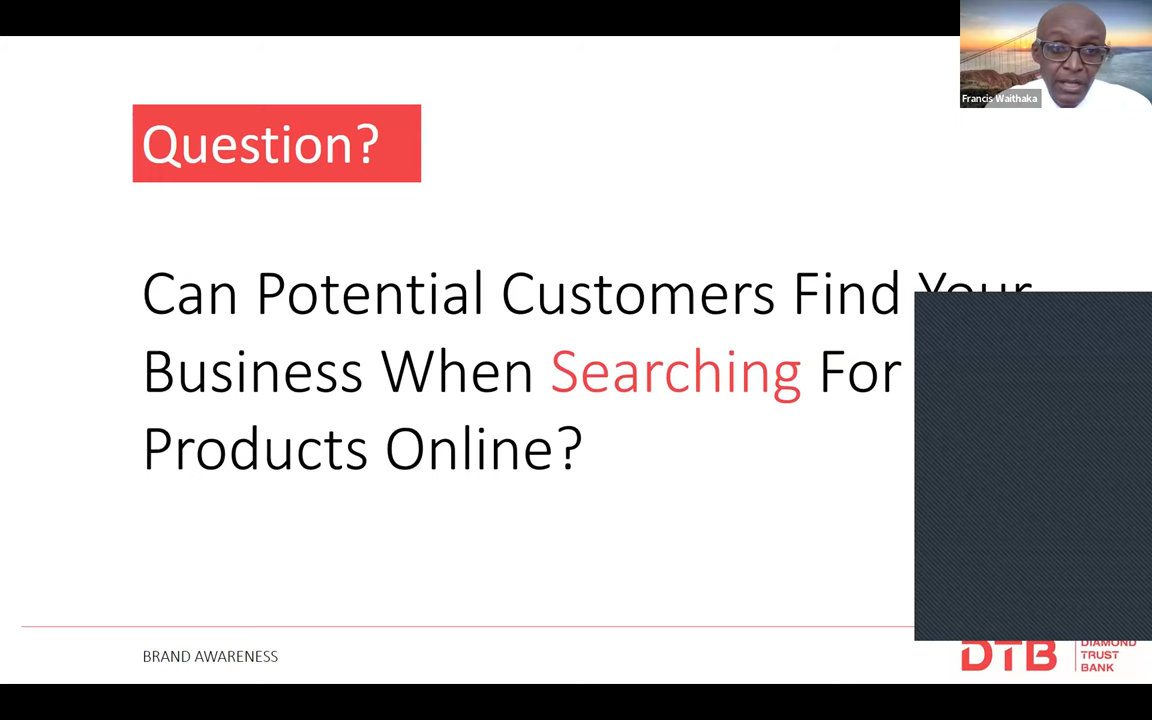 Francis Waithaka
Question?
Can Potential Customers Find Your
Business When Searching For
Products Online?
BRAND AWARENESS
DTB
DIAMOND
TRUST
BANK